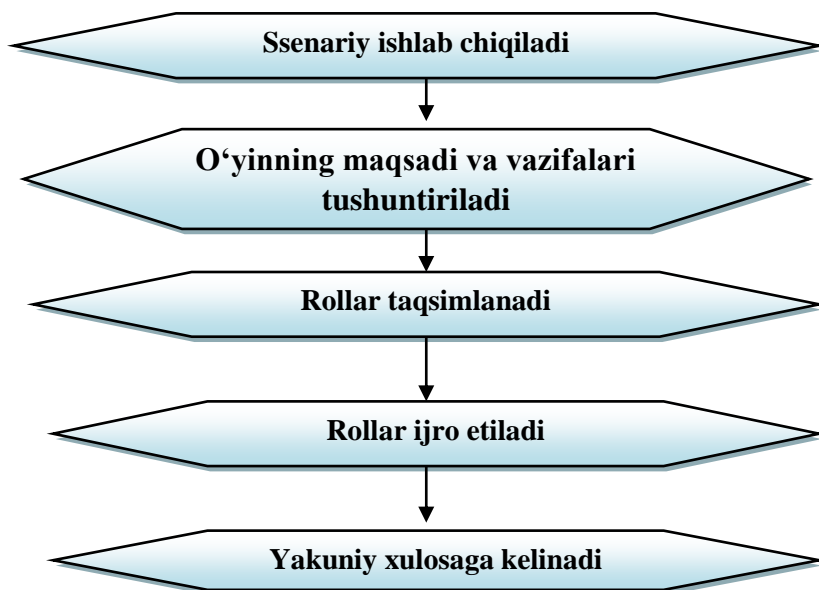 Ssenariy ishlab chiqiladi
O‘yinning maqsadi va vazifalari
tushuntiriladi
Rollar taqsimlanadi
Rollar ijro etiladi
Yakuniy xulosaga kelinadi